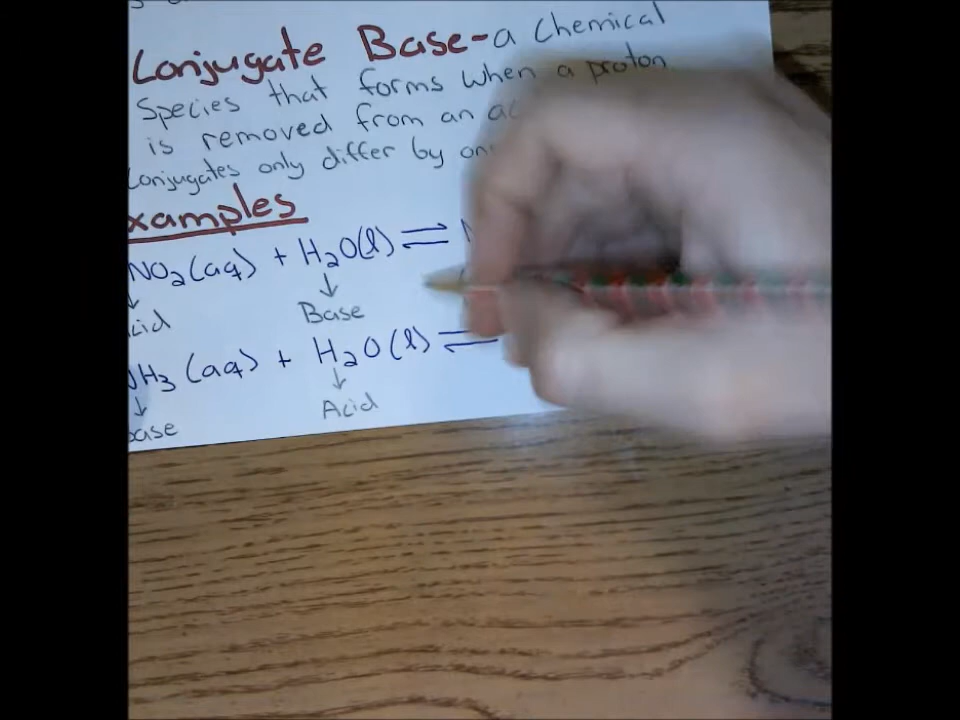 Conjugate Base-a Chemical
Species that forms when a proton
is removed from an
Conjugates only differ by
xamples
NO₂(aq) + H₂O(l) ⇌
↓ ↓
cid Base
H₃(aq) + H₂O(l) ⇌
↓ ↓
ase Acid